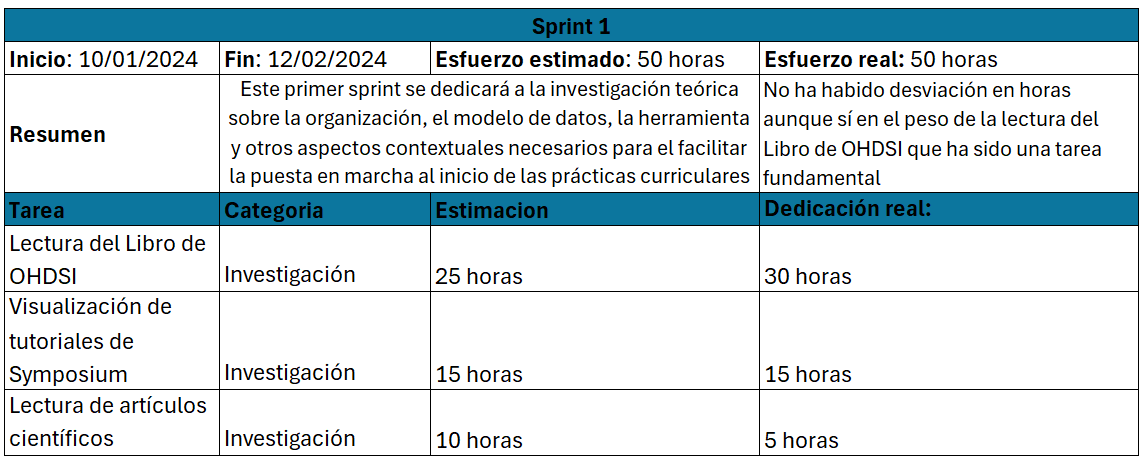 Sprint 1
Inicio: 10/01/2024
Fin: 12/02/2024
Esfuerzo estimado: 50 horas
Esfuerzo real: 50 horas
Resumen
Este primer sprint se dedicará a la investigación teórica
sobre la organización, el modelo de datos, la herramienta
y otros aspectos contextuales necesarios para el facilitar
la puesta en marcha al inicio de las prácticas curriculares
No ha habido desviación en horas
aunque sí en el peso de la lectura del
Libro de OHDSI que ha sido una tarea
fundamental
Tarea
Categoria
Estimacion
Dedicación real:
Lectura del Libro de
OHDSI
Investigación
25 horas
30 horas
Visualización de
tutoriales de
Symposium
Investigación
15 horas
15 horas
Lectura de artículos
científicos
Investigación
10 horas
5 horas